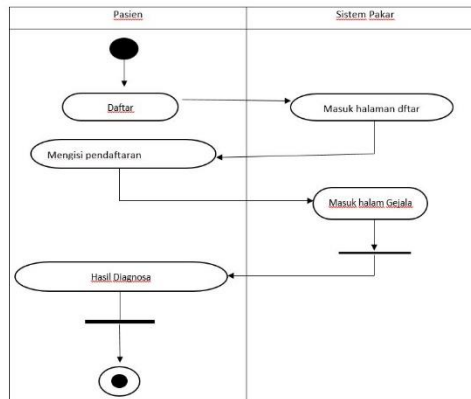 Pasien
Sistem Pakar
Daftar
Masuk halaman dftar
Mengisi pendaftaran
Masuk halam Gejala
Hasil Diagnosa